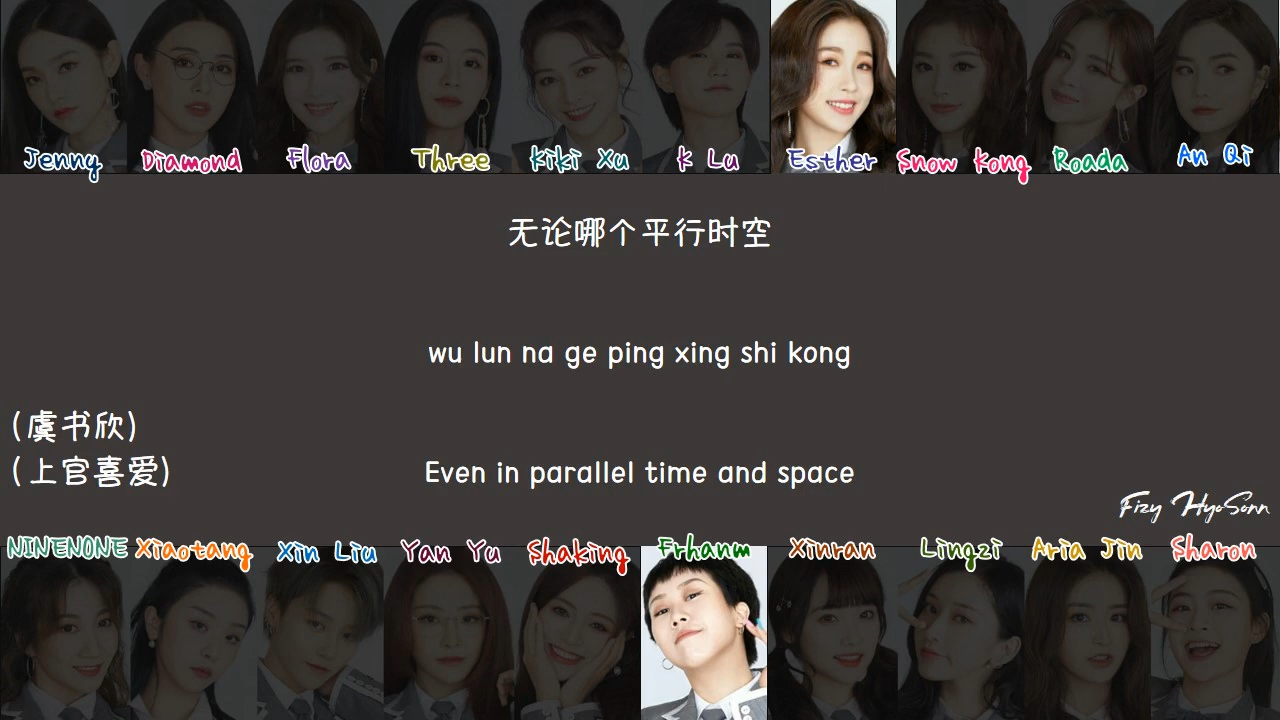 Jenny Diamond Flora Three Kiki Xu K Lu Esther Snow Kong Roada An Qi
无论哪个平行时空
wu lun na ge ping xing shi kong
(虞书欣)
(上官喜爱)
Even in parallel time and space
Fizy HyoSonn
NINENONE Xiaotang Xin Liu Yan Yu Shaking Frhanm Xinran Lingzi Aria Jin Sharon